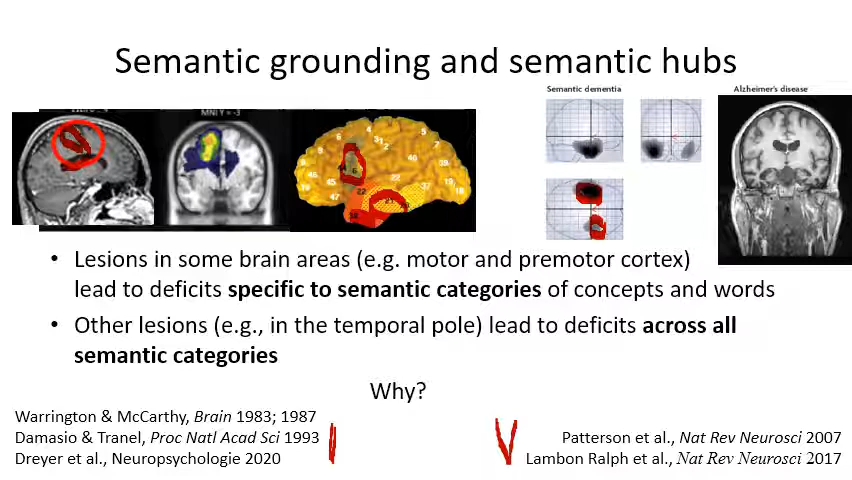 Semantic grounding and semantic hubs
Semantic dementia
Alzheimer's disease
MNI Y = -3
• Lesions in some brain areas (e.g. motor and premotor cortex)
lead to deficits specific to semantic categories of concepts and words
• Other lesions (e.g., in the temporal pole) lead to deficits across all
semantic categories
Why?
Warrington & McCarthy, Brain 1983; 1987
Damasio & Tranel, Proc Natl Acad Sci 1993
Dreyer et al., Neuropsychologie 2020
Patterson et al., Nat Rev Neurosci 2007
Lambon Ralph et al., Nat Rev Neurosci 2017